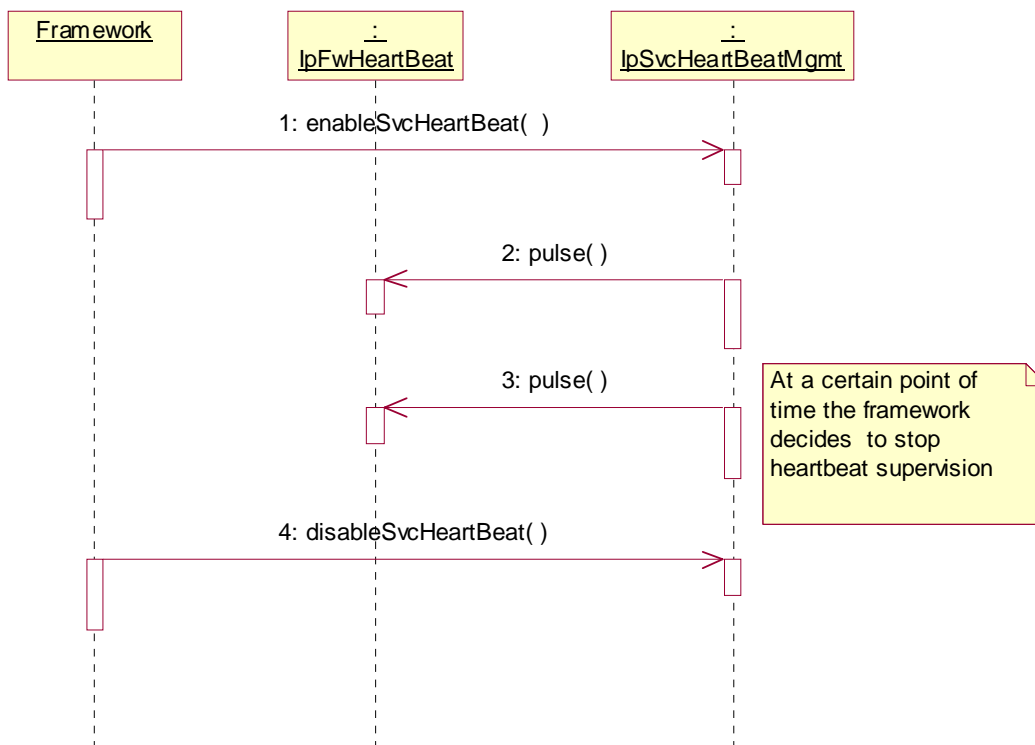 Framework
:
IpFwHeartBeat
:
IpSvcHeartBeatMgmt
1: enableSvcHeartBeat( )
2: pulse( )
3: pulse( )
At a certain point of
time the framework
decides to stop
heartbeat supervision
4: disableSvcHeartBeat( )